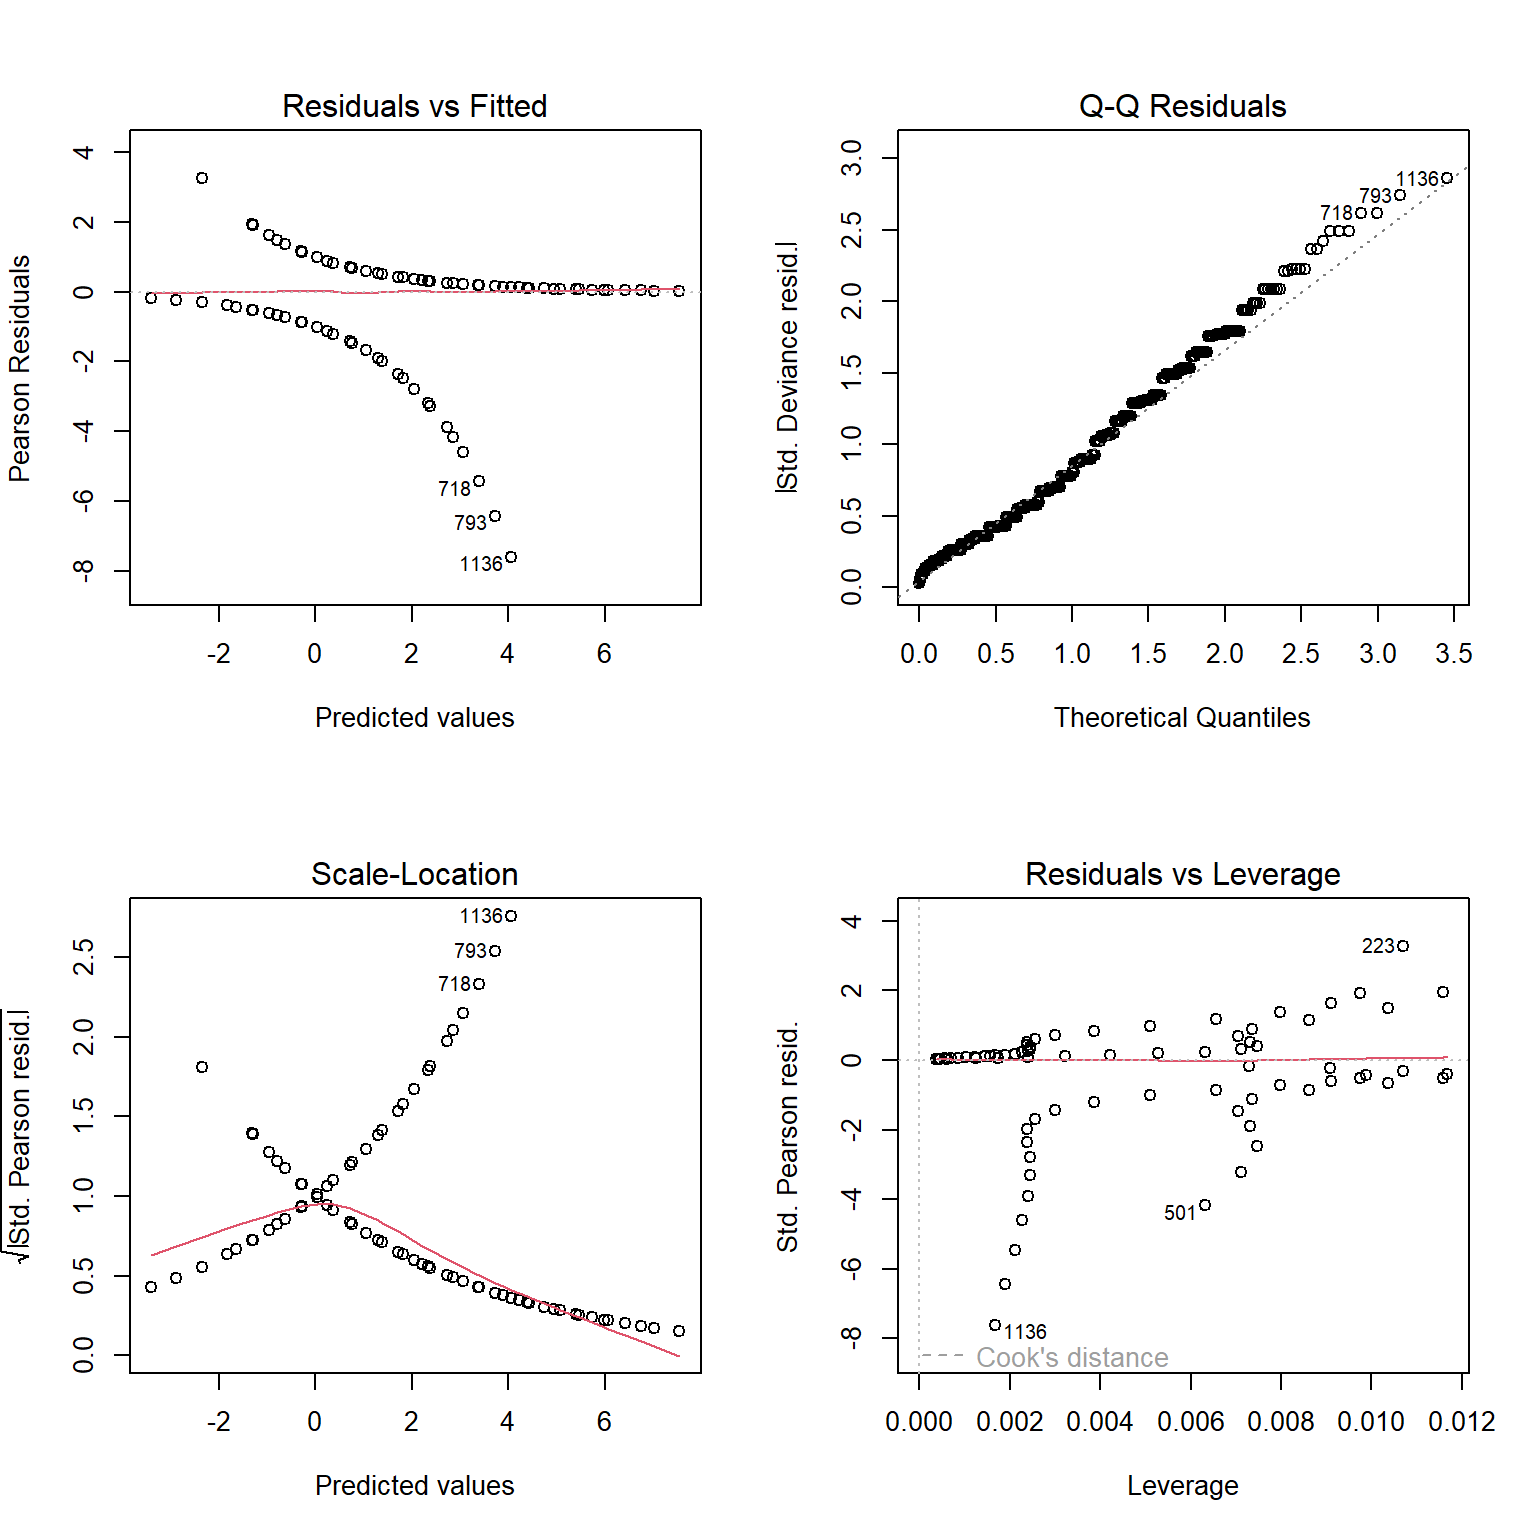 Residuals vs Fitted
Pearson Residuals
4
2
0
-2
-4
-6
-8
718
793
1136
-2 0 2 4 6
Predicted values
Q-Q Residuals
|Std. Deviance resid.|
3.0
2.5
2.0
1.5
1.0
0.5
0.0
1136
793
718
0.0 0.5 1.0 1.5 2.0 2.5 3.0 3.5
Theoretical Quantiles
Scale-Location
√|Std. Pearson resid.|
2.5
2.0
1.5
1.0
0.5
0.0
1136
793
718
-2 0 2 4 6
Predicted values
Residuals vs Leverage
Std. Pearson resid.
4
2
0
-2
-4
-6
-8
223
501
1136
Cook's distance
0.000 0.002 0.004 0.006 0.008 0.010 0.012
Leverage